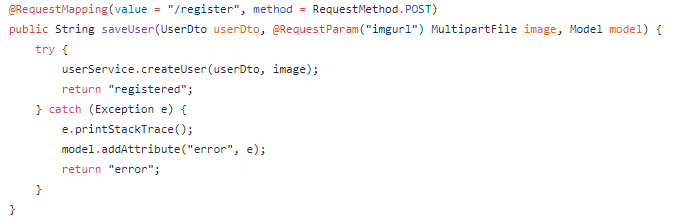 @RequestMapping(value = "/register", method = RequestMethod.POST)
public String saveUser(UserDto userDto, @RequestParam("imgurl") MultipartFile image, Model model) {
    try {
        userService.createUser(userDto, image);
        return "registered";
    } catch (Exception e) {
        e.printStackTrace();
        model.addAttribute("error", e);
        return "error";
    }
}